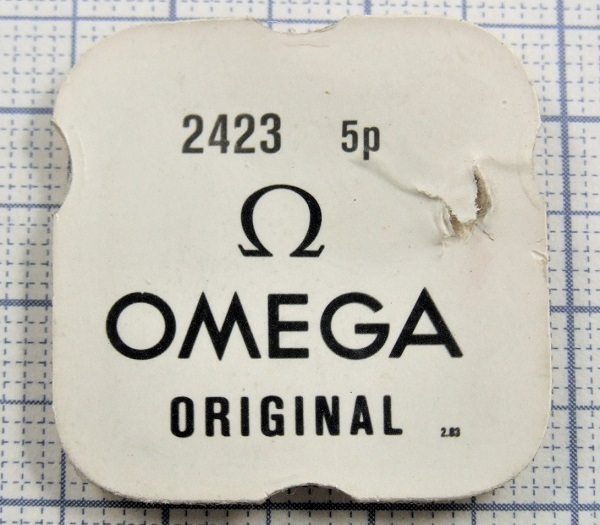 2423 5p
Ω
OMEGA
ORIGINAL 2.83